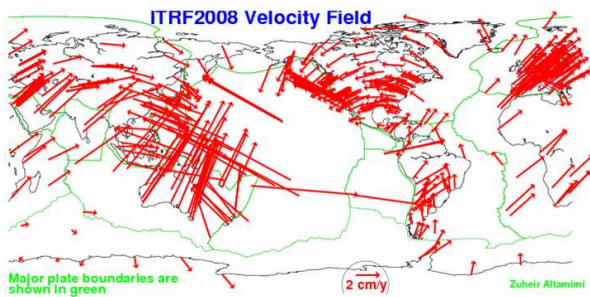 ITRF2008 Velocity Field
Major plate boundaries are
shown in green
2 cm/y
Zuheir Altamimi